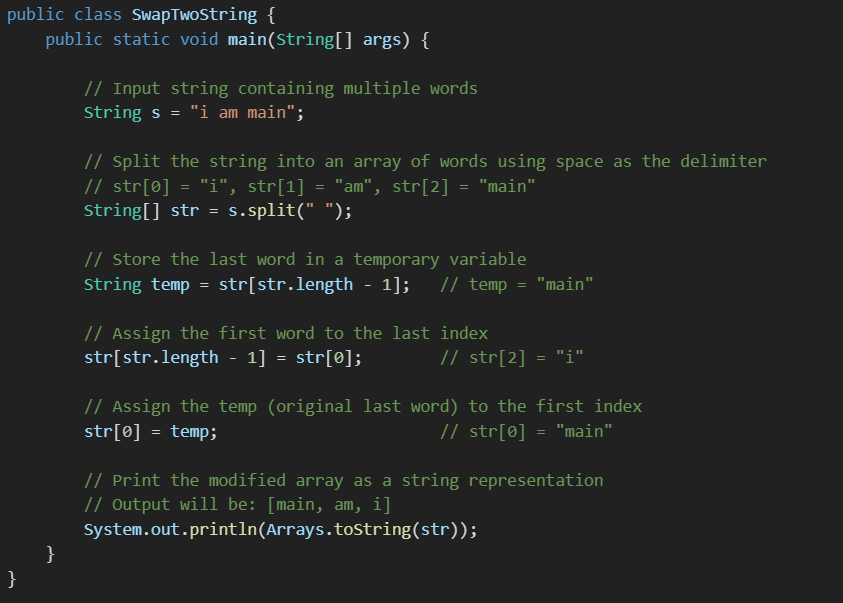 public class SwapTwoString {
    public static void main(String[] args) {

        // Input string containing multiple words
        String s = "i am main";

        // Split the string into an array of words using space as the delimiter
        // str[0] = "i", str[1] = "am", str[2] = "main"
        String[] str = s.split(" ");

        // Store the last word in a temporary variable
        String temp = str[str.length - 1];   // temp = "main"

        // Assign the first word to the last index
        str[str.length - 1] = str[0];        // str[2] = "i"

        // Assign the temp (original last word) to the first index
        str[0] = temp;                       // str[0] = "main"

        // Print the modified array as a string representation
        // Output will be: [main, am, i]
        System.out.println(Arrays.toString(str));
    }
}